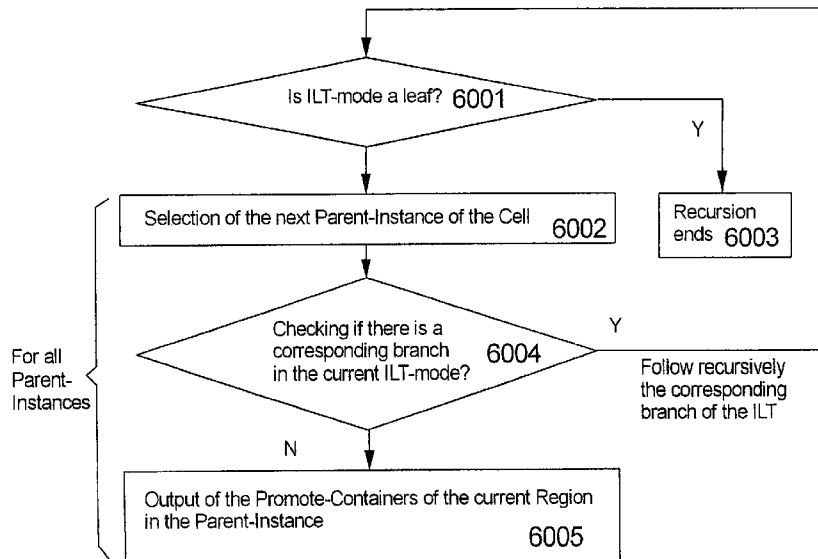 Is ILT-mode a leaf? 6001
Y
Selection of the next Parent-Instance of the Cell 6002
Recursion
ends 6003
For all
Parent-
Instances
Checking if there is a
corresponding branch
in the current ILT-mode?
6004
Y
Follow recursively
the corresponding
branch of the ILT
N
Output of the Promote-Containers of the current Region
in the Parent-Instance
6005